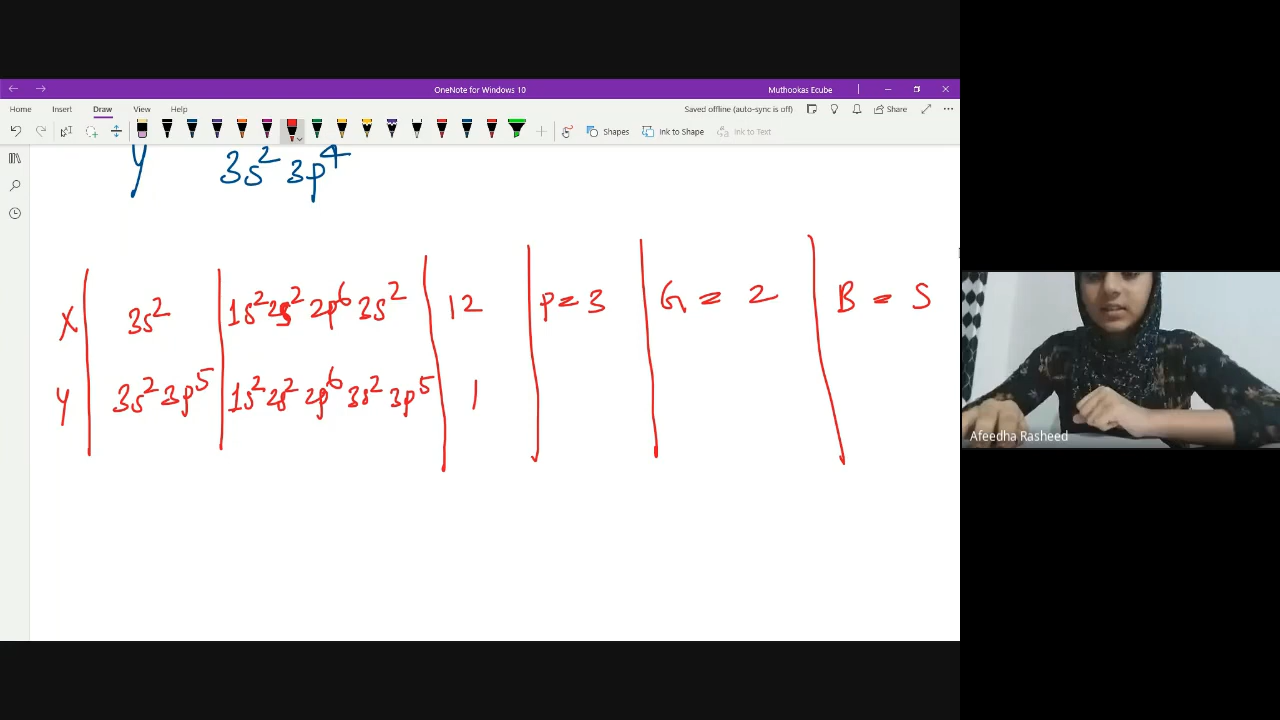 OneNote for Windows 10
Muthookas Ecube
Home Insert Draw View Help
Saved offline (auto-sync is off)
Share
Shapes
Ink to Shape
Ink to Text
Y 3s² 3p⁴
X 3s² 1s² 2s² 2p⁶ 3s² 12 P = 3 G = 2 B = S
Y 3s² 3p⁵ 1s² 2s² 2p⁶ 3s² 3p⁵ 1
Afeedha Rasheed